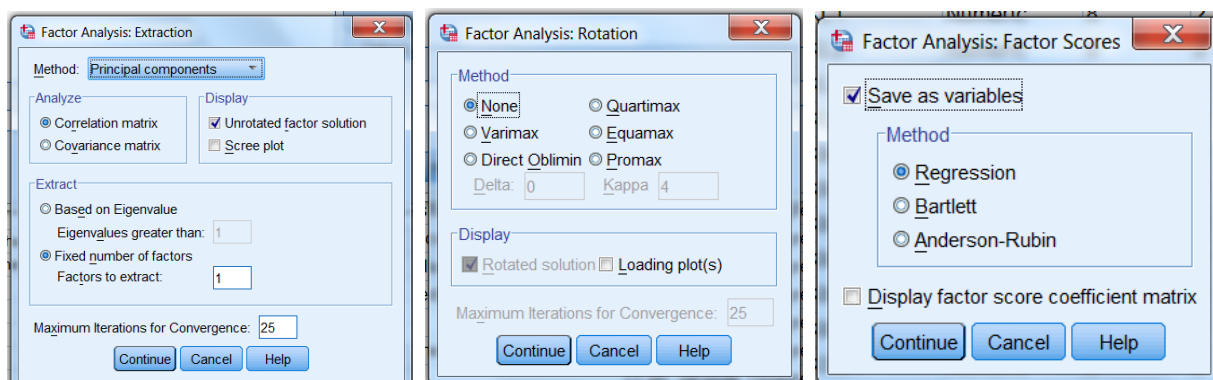 Numeric 8
Factor Analysis: Extraction
X
Method: Principal components
Analyze
Display
Correlation matrix
Unrotated factor solution
Covariance matrix
Scree plot
Extract
Based on Eigenvalue
Eigenvalues greater than: 1
Fixed number of factors
Factors to extract: 1
Maximum Iterations for Convergence: 25
Continue Cancel Help
Factor Analysis: Rotation
X
Method
None Quartimax
Varimax Equamax
Direct Oblimin Promax
Delta: 0 Kappa 4
Display
Rotated solution Loading plot(s)
Maximum Iterations for Convergence: 25
Continue Cancel Help
Factor Analysis: Factor Scores
X
Save as variables
Method
Regression
Bartlett
Anderson-Rubin
Display factor score coefficient matrix
Continue Cancel Help